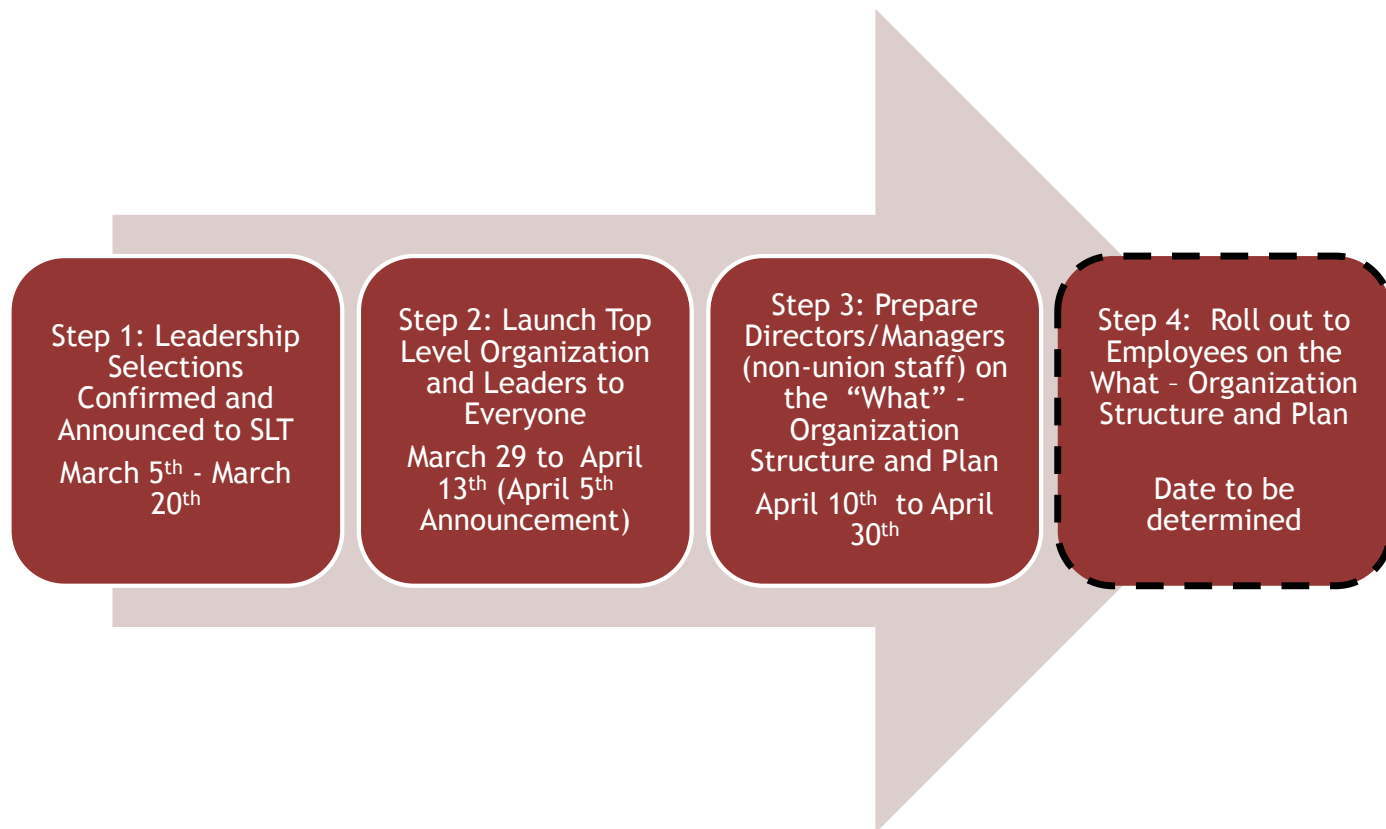 Step 1: Leadership
Selections
Confirmed and
Announced to SLT
March 5th - March
20th
Step 2: Launch Top
Level Organization
and Leaders to
Everyone
March 29 to April
13th (April 5th
Announcement)
Step 3: Prepare
Directors/Managers
(non-union staff) on
the “What” -
Organization
Structure and Plan
April 10th to April
30th
Step 4: Roll out to
Employees on the
What – Organization
Structure and Plan
Date to be
determined